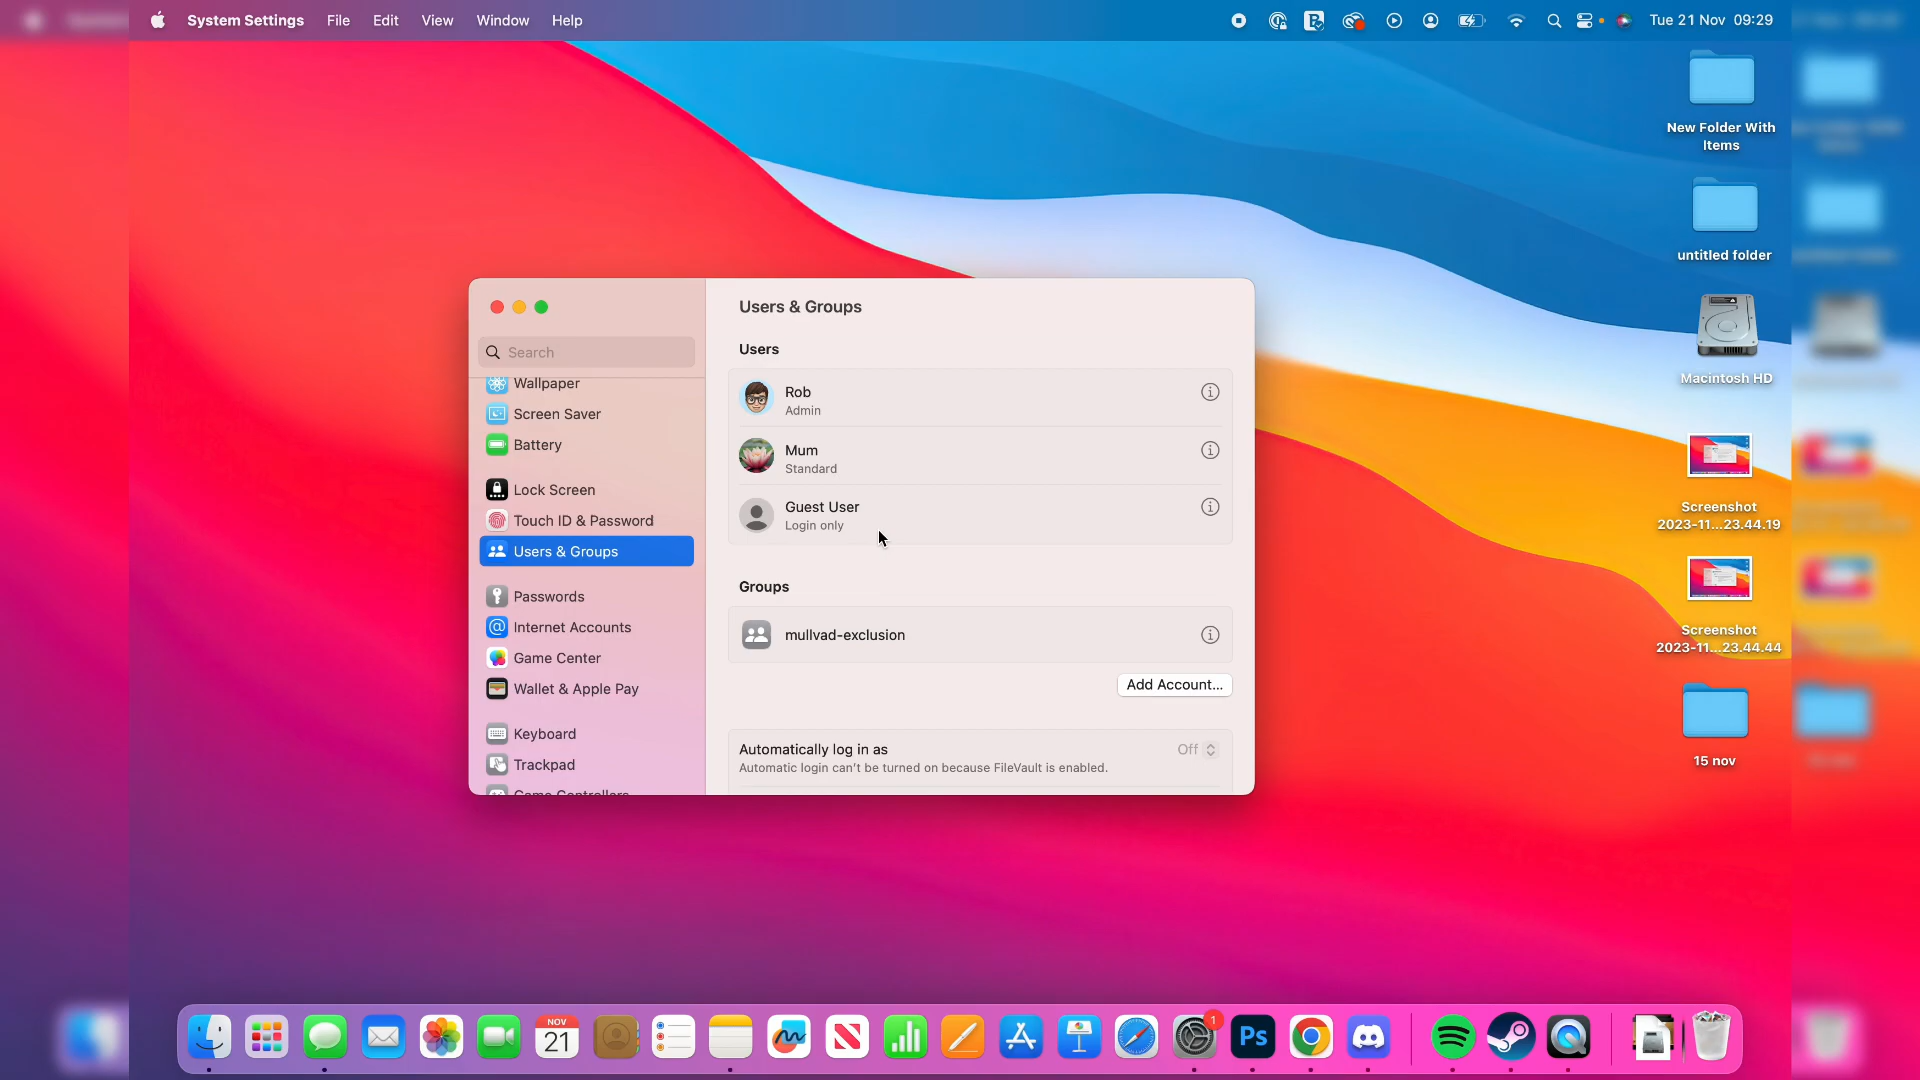 System Settings File Edit View Window Help
Tue 21 Nov 09:29
Users & Groups
Search
Wallpaper
Screen Saver
Battery
Lock Screen
Touch ID & Password
Users & Groups
Passwords
Internet Accounts
Game Center
Wallet & Apple Pay
Keyboard
Trackpad
Game Controllers
Users
Rob
Admin
Mum
Standard
Guest User
Login only
Groups
mullvad-exclusion
Add Account...
Automatically log in as
Off
Automatic login can't be turned on because FileVault is enabled.
New Folder With
Items
untitled folder
Macintosh HD
Screenshot
2023-11...23.44.19
Screenshot
2023-11...23.44.44
15 nov
NOV
21
1
Ps